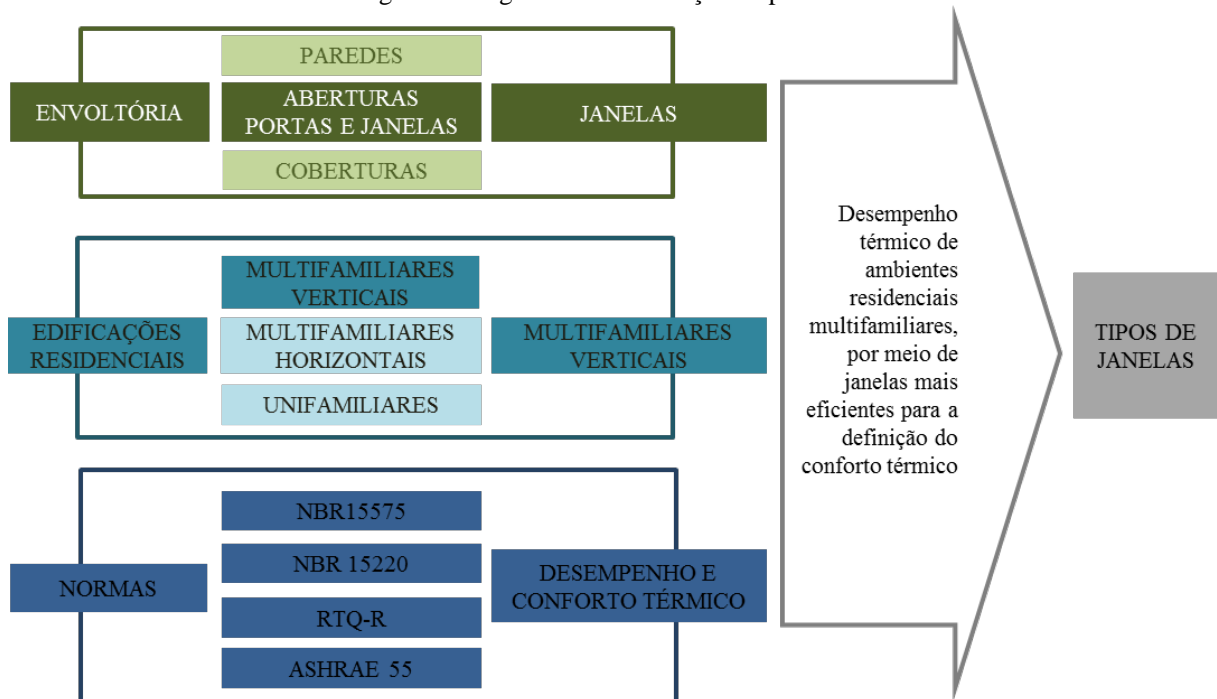 PAREDES
ENVOLTÓRIA
ABERTURAS
PORTAS E JANELAS
JANELAS
COBERTURAS
MULTIFAMILIARES
VERTICAIS
EDIFICAÇÕES
RESIDENCIAIS
MULTIFAMILIARES
HORIZONTAIS
MULTIFAMILIARES
VERTICAIS
UNIFAMILIARES
NBR15575
NORMAS
NBR 15220
RTQ-R
ASHRAE 55
DESEMPENHO E
CONFORTO TÉRMICO
Desempenho
térmico de
ambientes
residenciais
multifamiliares,
por meio de
janelas mais
eficientes para a
definição do
conforto térmico
TIPOS DE
JANELAS